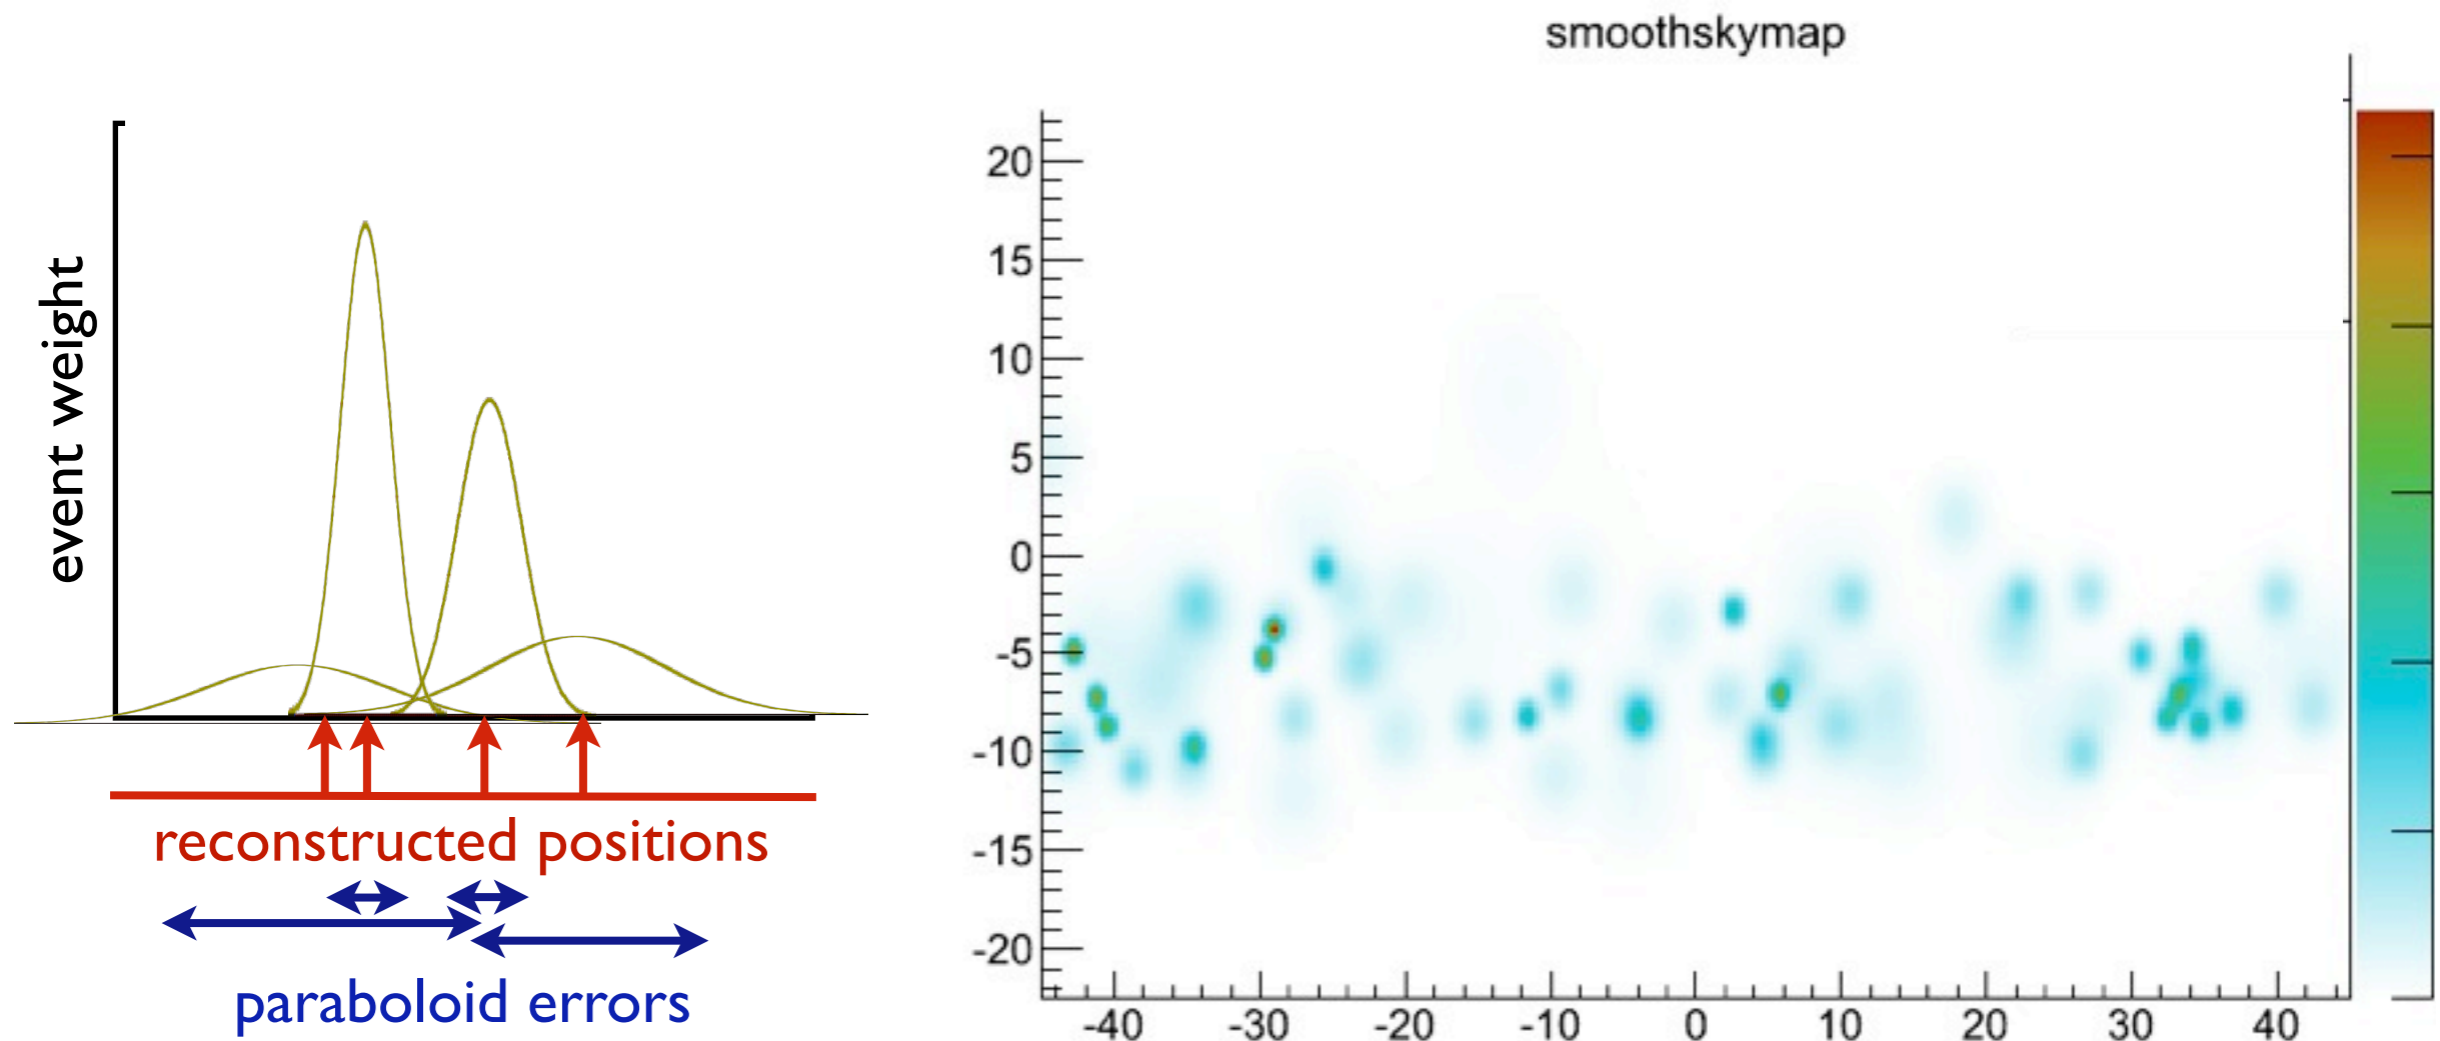 event weight
reconstructed positions
paraboloid errors
smoothskymap
20
15
10
5
0
-5
-10
-15
-20
-40 -30 -20 -10 0 10 20 30 40